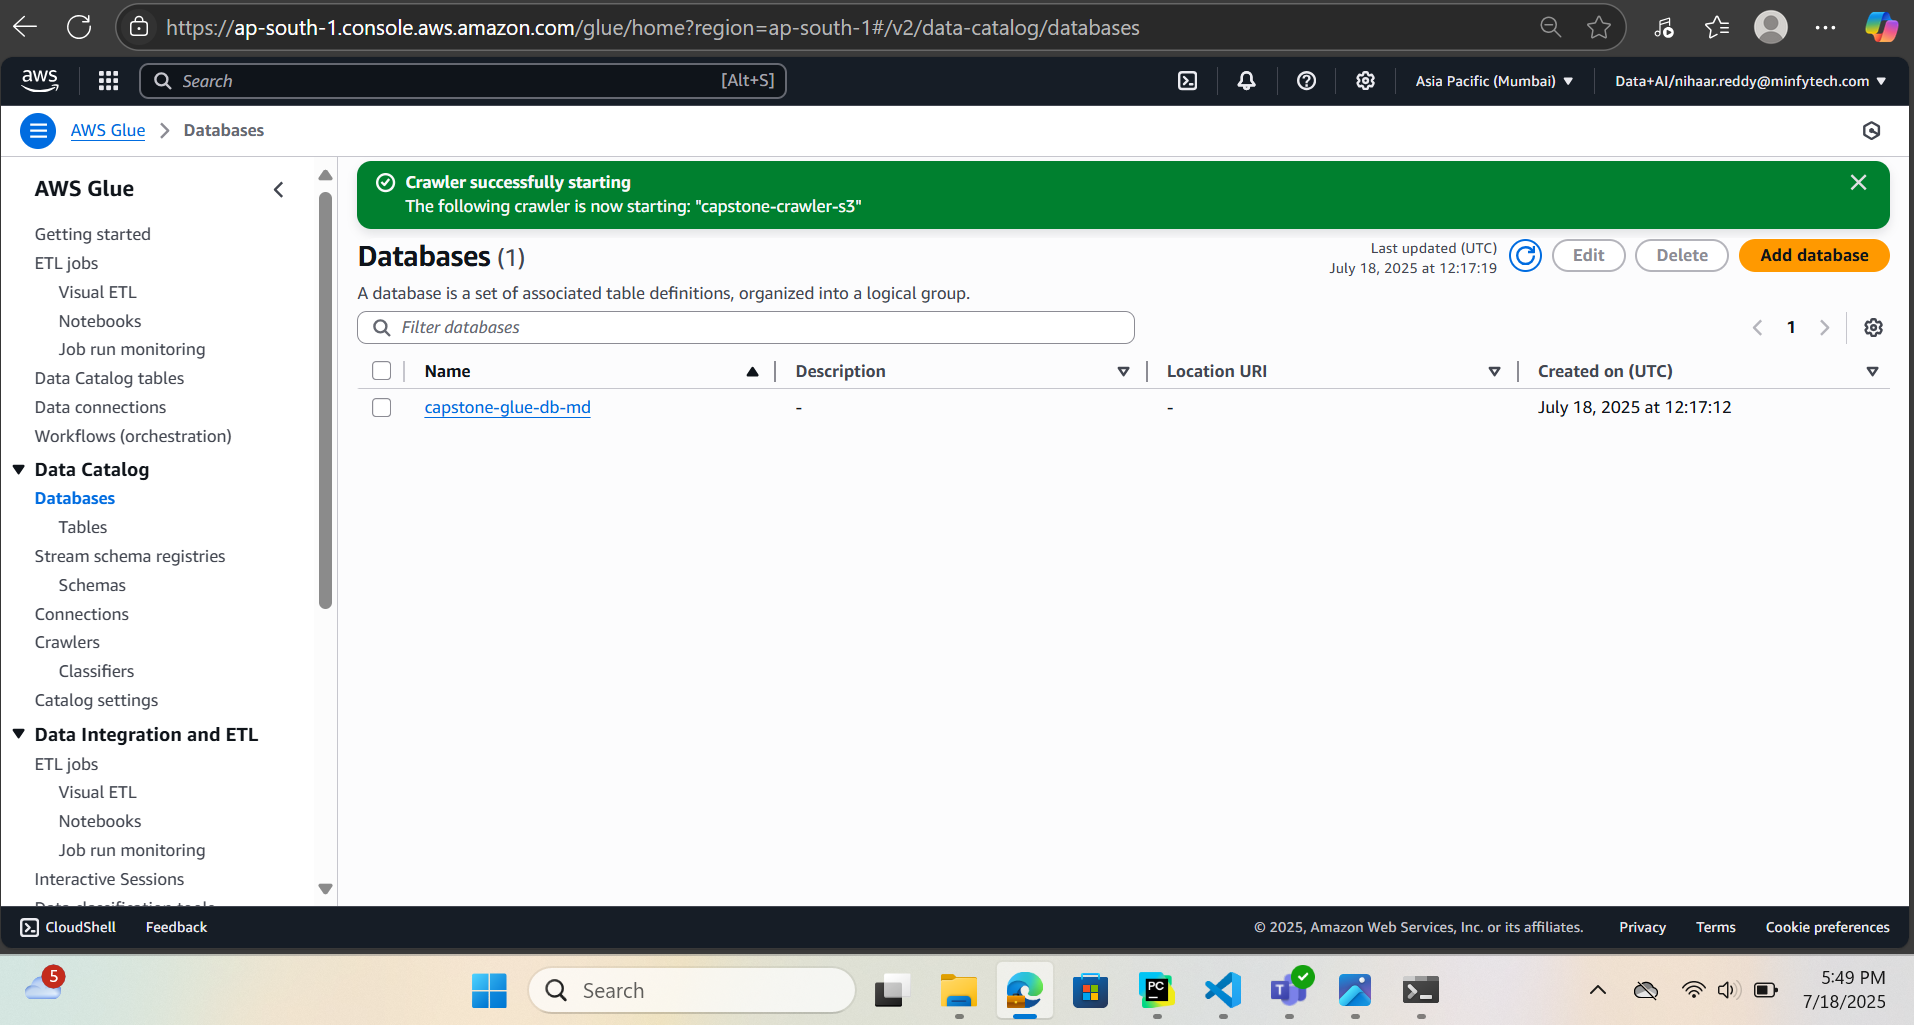 https://ap-south-1.console.aws.amazon.com/glue/home?region=ap-south-1#/v2/data-catalog/databases
aws
Search
[Alt+S]
Asia Pacific (Mumbai)
Data+AI/nihaar.reddy@minfytech.com
AWS Glue
Databases
AWS Glue
Getting started
ETL jobs
Visual ETL
Notebooks
Job run monitoring
Data Catalog tables
Data connections
Workflows (orchestration)
Data Catalog
Databases
Tables
Stream schema registries
Schemas
Connections
Crawlers
Classifiers
Catalog settings
Data Integration and ETL
ETL jobs
Visual ETL
Notebooks
Job run monitoring
Interactive Sessions
Data classification tools
Crawler successfully starting
The following crawler is now starting: "capstone-crawler-s3"
Databases (1)
Last updated (UTC)
July 18, 2025 at 12:17:19
Edit
Delete
Add database
A database is a set of associated table definitions, organized into a logical group.
Filter databases
1
Name
Description
Location URI
Created on (UTC)
capstone-glue-db-md
-
-
July 18, 2025 at 12:17:12
CloudShell
Feedback
© 2025, Amazon Web Services, Inc. or its affiliates.
Privacy
Terms
Cookie preferences
5
Search
PC
T
5:49 PM
7/18/2025